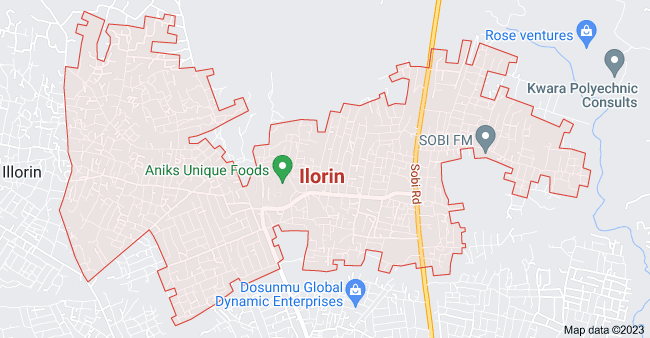 Rose ventures
Kwara Polyechnic
Consults
SOBI FM
Illorin
Aniks Unique Foods
Ilorin
Sobi Rd
Dosunmu Global
Dynamic Enterprises
Map data ©2023